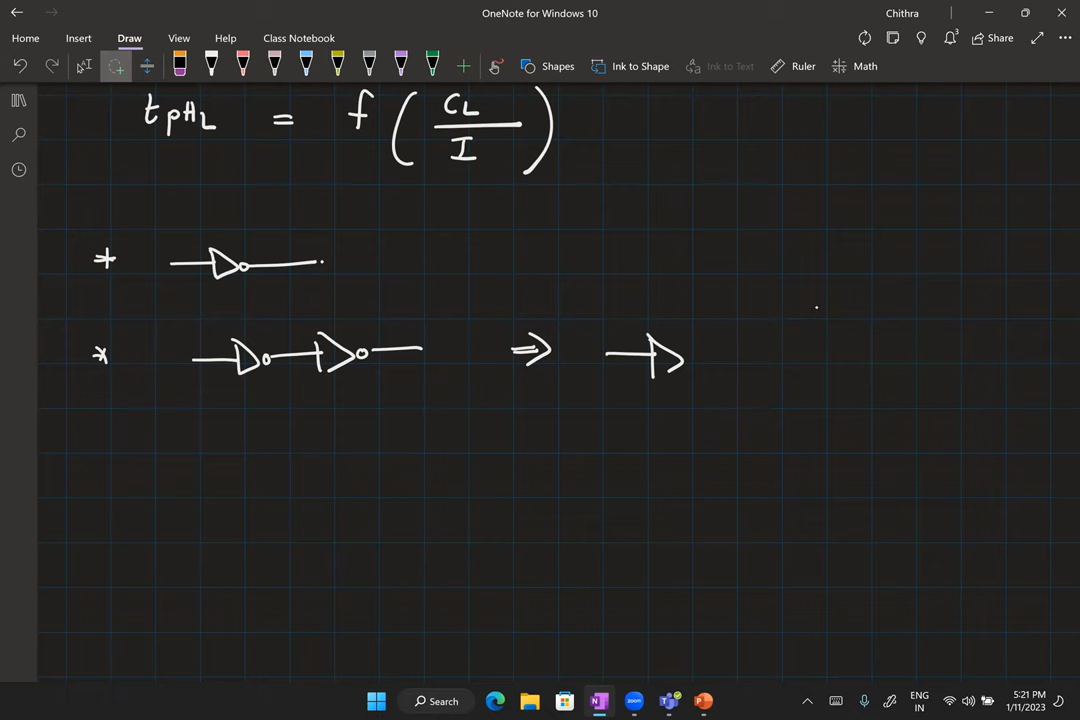 OneNote for Windows 10
Chithra
Home Insert Draw View Help Class Notebook
Share
Shapes Ink to Shape Ink to Text Ruler Math
tpHL = f ( CL / I )
*
* ⇒
Search
ENG
IN
5:21 PM
1/11/2023